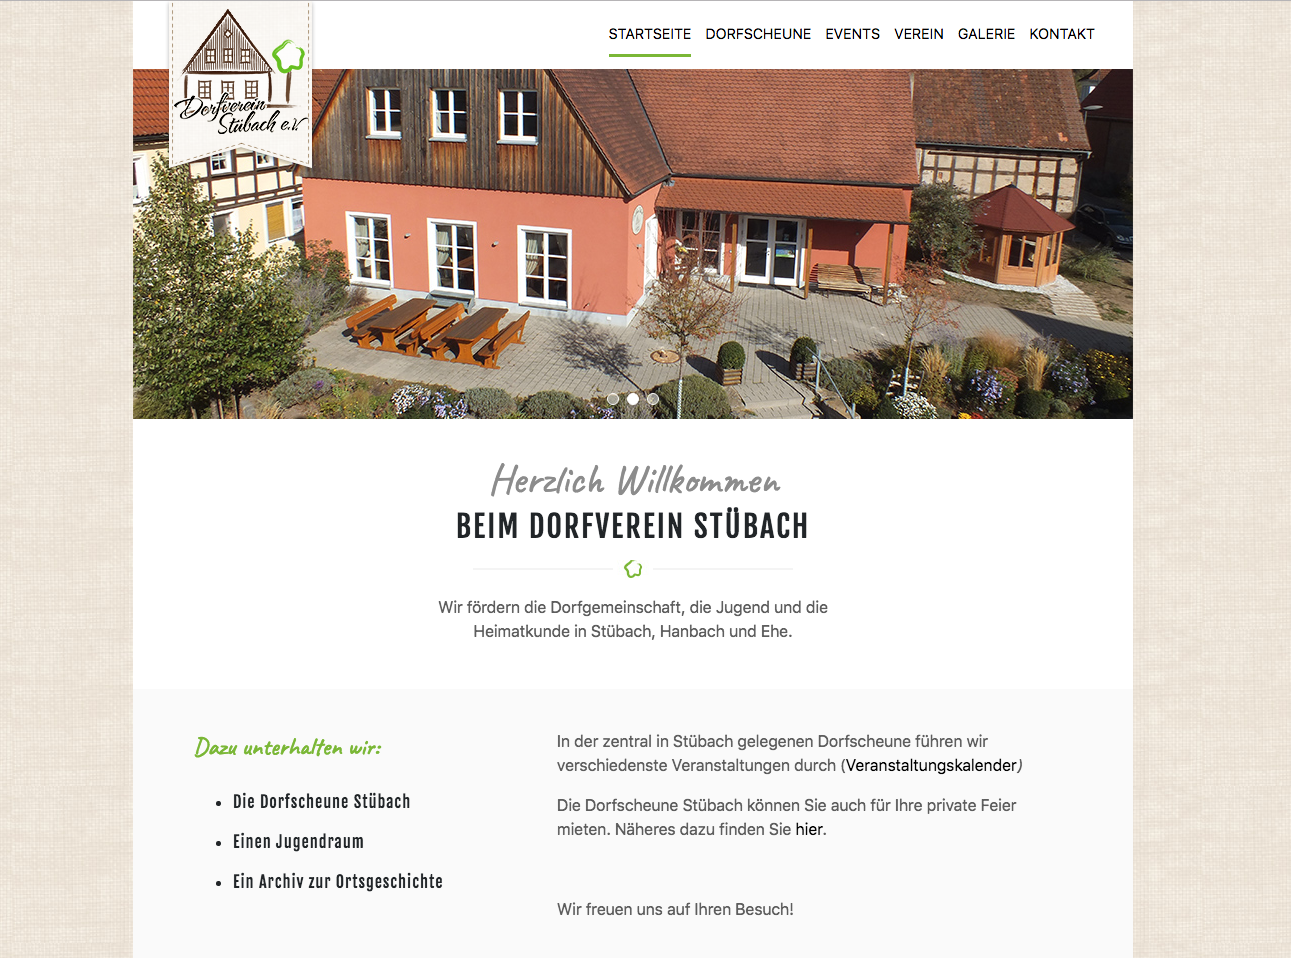 Dorfverein
Stübach e.V.
STARTSEITE DORFSCHEUNE EVENTS VEREIN GALERIE KONTAKT
Herzlich Willkommen
BEIM DORFVEREIN STÜBACH
Wir fördern die Dorfgemeinschaft, die Jugend und die
Heimatkunde in Stübach, Hanbach und Ehe.
Dazu unterhalten wir:
Die Dorfscheune Stübach
Einen Jugendraum
Ein Archiv zur Ortsgeschichte
In der zentral in Stübach gelegenen Dorfscheune führen wir
verschiedenste Veranstaltungen durch (Veranstaltungskalender)
Die Dorfscheune Stübach können Sie auch für Ihre private Feier
mieten. Näheres dazu finden Sie hier.
Wir freuen uns auf Ihren Besuch!